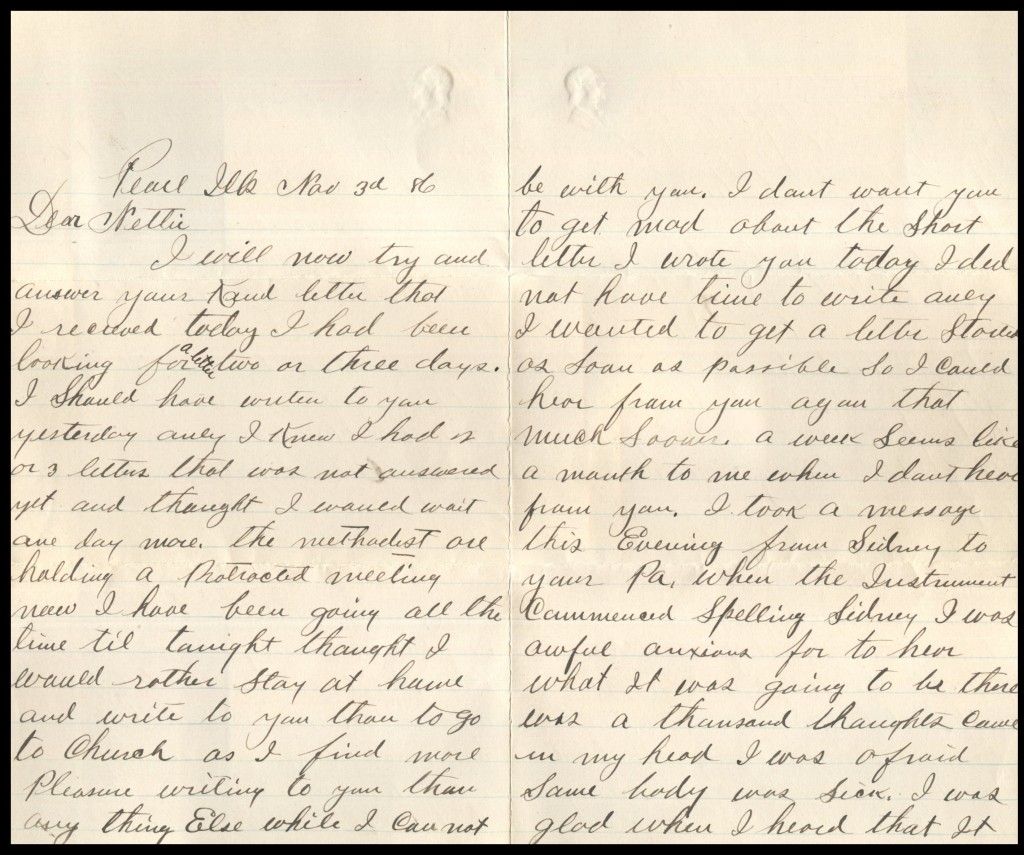 Pearl Ills Nov 3d 86
Dear Nettie
I will now try and
answer your Kand letter that
I recieved today I had been
looking for a letter two or three days.
I Should have writen to you
yesterday only I Knew I had 2
or 3 letters that was not answered
yet and thought I would wait
one day more. the methodist are
holding a Protracted meeting
now I have been going all the
time til tonight thought I
would rather Stay at home
and write to you than to go
to Church as I find more
Pleasure writing to you than
any thing Else while I Can not
be with you. I dont want you
to get mad about the Short
letter I wrote you today I did
not have time to write only
I wanted to get a letter Started
as Soon as possible So I Could
hear from you again that
much Sooner. a week Seems like
a month to me when I dont hear
from you. I took a message
this Evening from Sidney to
your Pa, when the Instrument
Commenced Spelling Sidney I was
awful anxious for to hear
what It was going to be there
was a thousand thoughts Came
in my head I was afraid
Some body was Sick. I was
glad when I heard that It